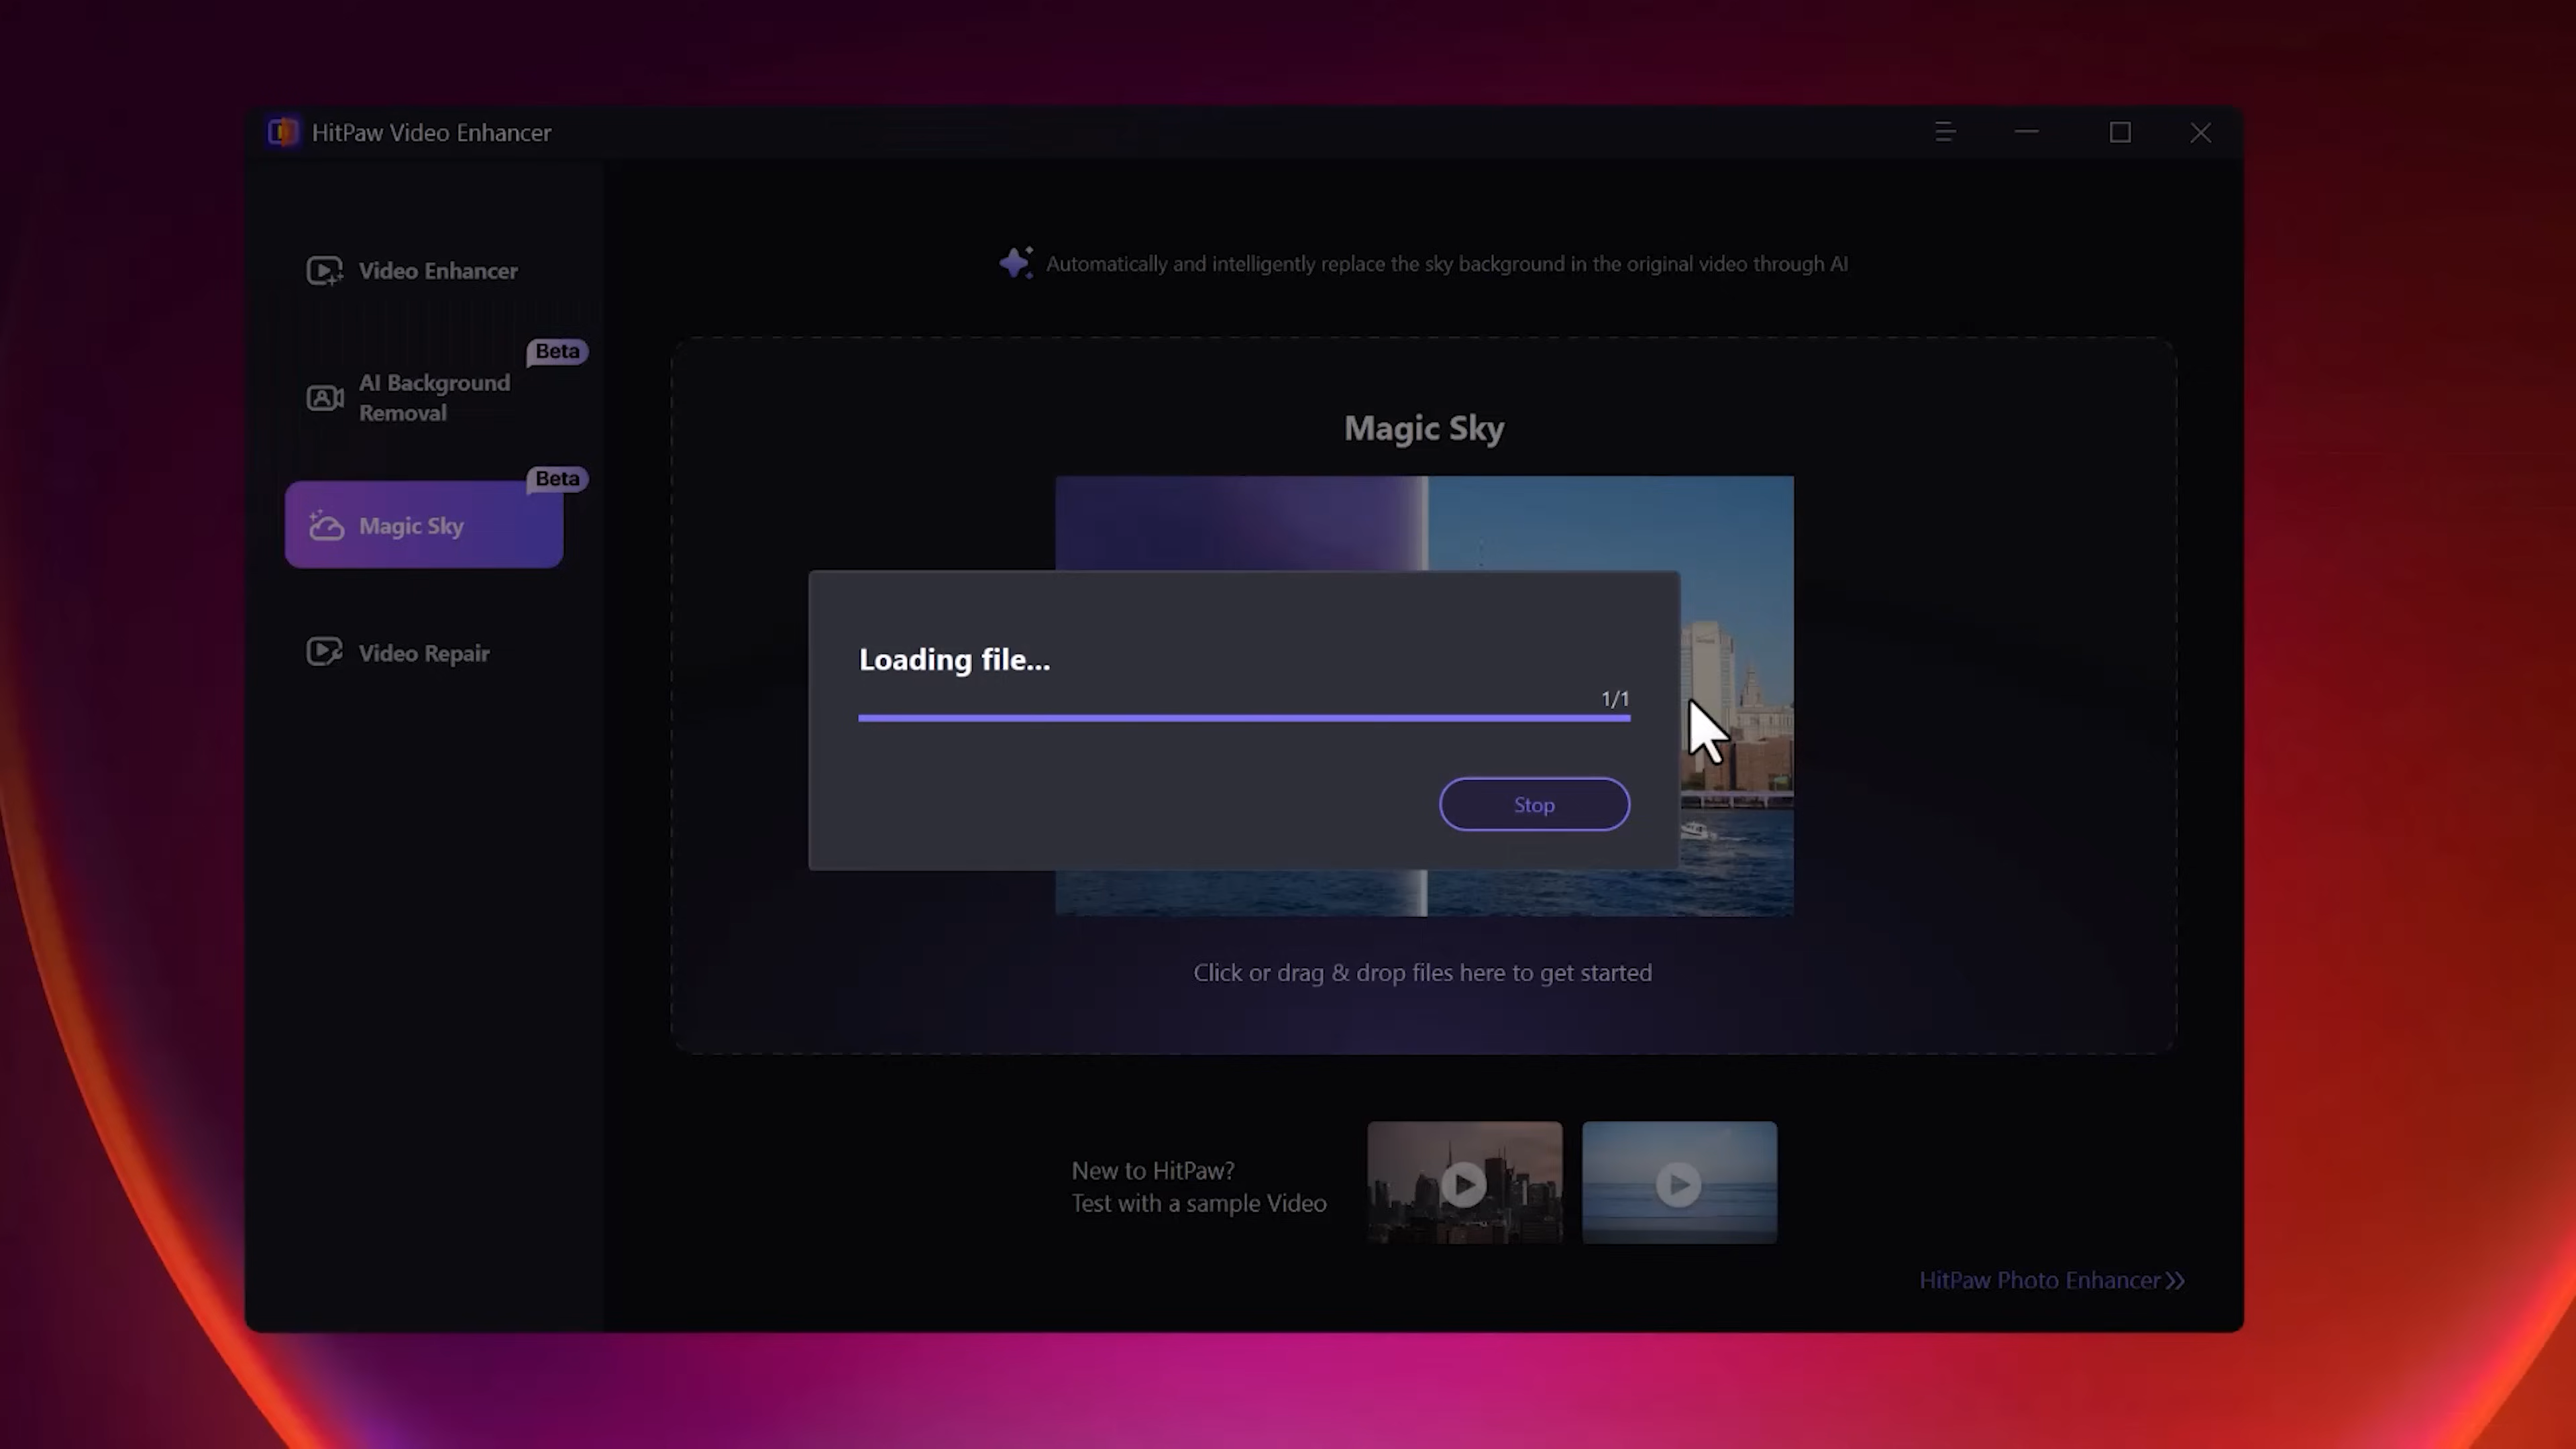 HitPaw Video Enhancer
Video Enhancer
Beta
AI Background
Removal
Beta
Magic Sky
Video Repair
Automatically and intelligently replace the sky background in the original video through AI
Magic Sky
Loading file...
1/1
Stop
Click or drag & drop files here to get started
New to HitPaw?
Test with a sample Video
HitPaw Photo Enhancer